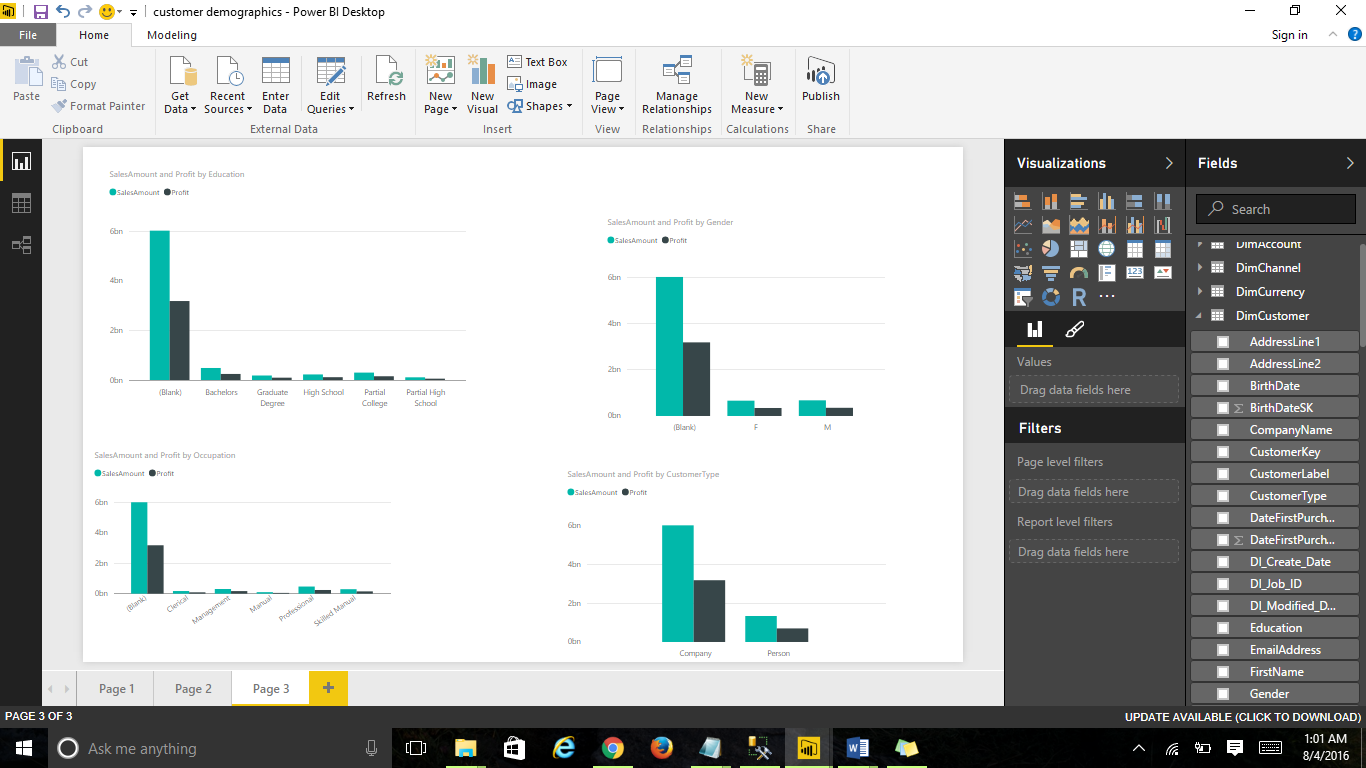 customer demographics - Power BI Desktop
File Home Modeling Sign in
Paste
Cut
Copy
Format Painter
Clipboard
Get Data
Recent Sources
Enter Data
Edit Queries
Refresh
External Data
New Page
New Visual
Text Box
Image
Shapes
Insert
Page View
View
Manage Relationships
Relationships
New Measure
Calculations
Publish
Share
SalesAmount and Profit by Education
SalesAmount Profit
6bn
4bn
2bn
0bn
(Blank) Bachelors Graduate Degree High School Partial College Partial High School
SalesAmount and Profit by Gender
SalesAmount Profit
6bn
4bn
2bn
0bn
(Blank) F M
SalesAmount and Profit by Occupation
SalesAmount Profit
6bn
4bn
2bn
0bn
(Blank) Clerical Management Manual Professional Skilled Manual
SalesAmount and Profit by CustomerType
SalesAmount Profit
6bn
4bn
2bn
0bn
Company Person
Visualizations
R
123
Values
Drag data fields here
Filters
Page level filters
Drag data fields here
Report level filters
Drag data fields here
Fields
Search
DimAccount
DimChannel
DimCurrency
DimCustomer
AddressLine1
AddressLine2
BirthDate
Σ BirthDateSK
CompanyName
CustomerKey
CustomerLabel
CustomerType
DateFirstPurch...
Σ DateFirstPurch...
DI_Create_Date
DI_Job_ID
DI_Modified_D...
Education
EmailAddress
FirstName
Gender
Page 1 Page 2 Page 3 +
PAGE 3 OF 3 UPDATE AVAILABLE (CLICK TO DOWNLOAD)
Ask me anything
1:01 AM
8/4/2016